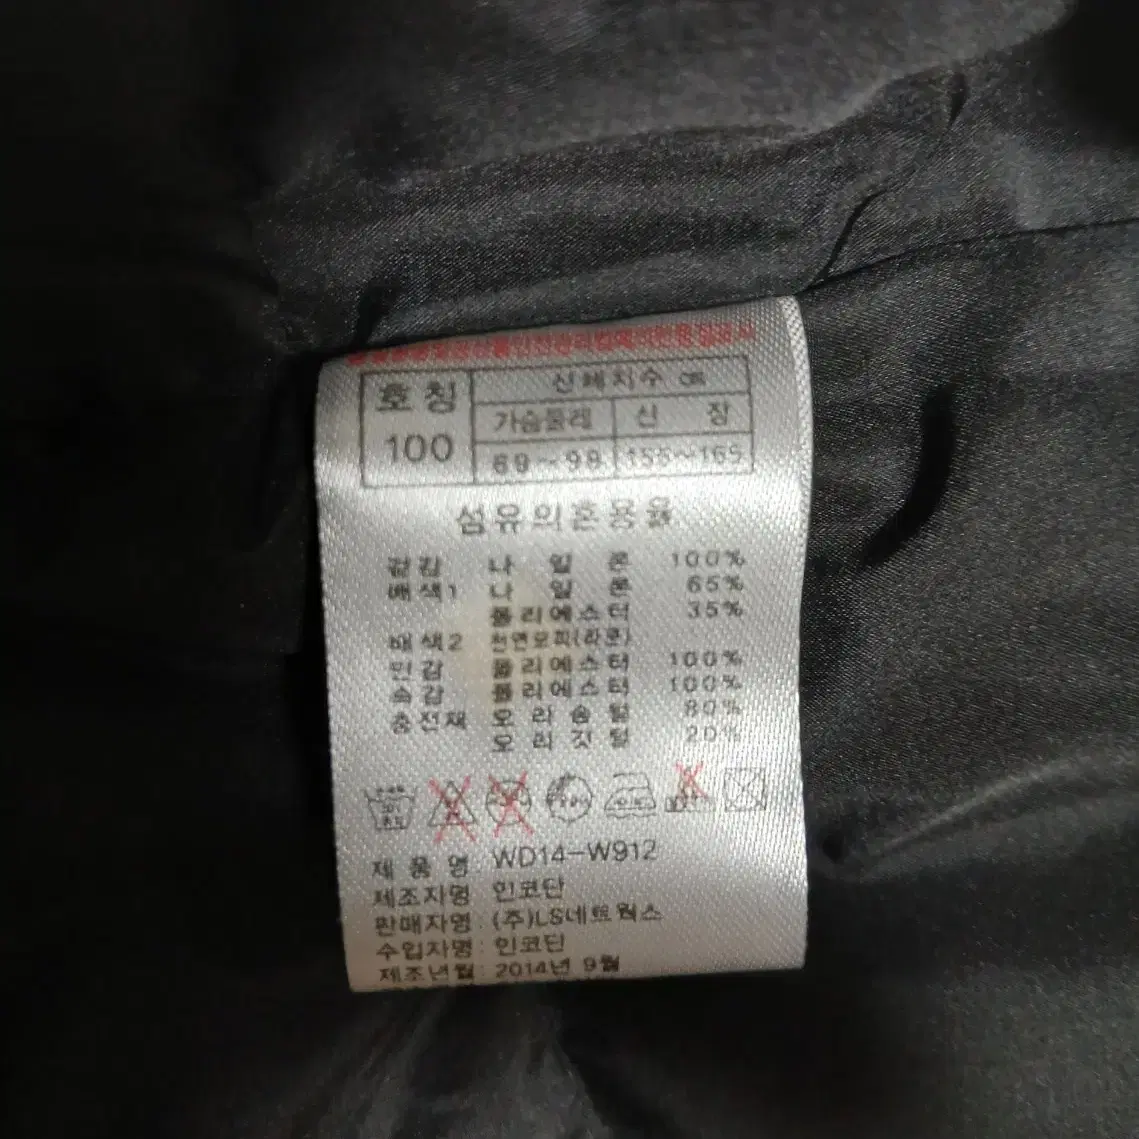 호칭 신체치수 ㎝
100 가슴둘레 신 장
155~165
섬유의혼용율
겉감 나 일 론 100%
배색1 나 일 론 65%
폴리에스터 35%
배색2 천연모피(라쿤)
안감 폴리에스터 100%
속감 폴리에스터 100%
충전재 오 리 솜 털 80%
오 리 깃 털 20%
제 품 명 : WD14-W912
제조자명 : 인코단
판매자명 : (주)LS네트웍스
수입자명 : 인코단
제조년월 : 2014년 9월